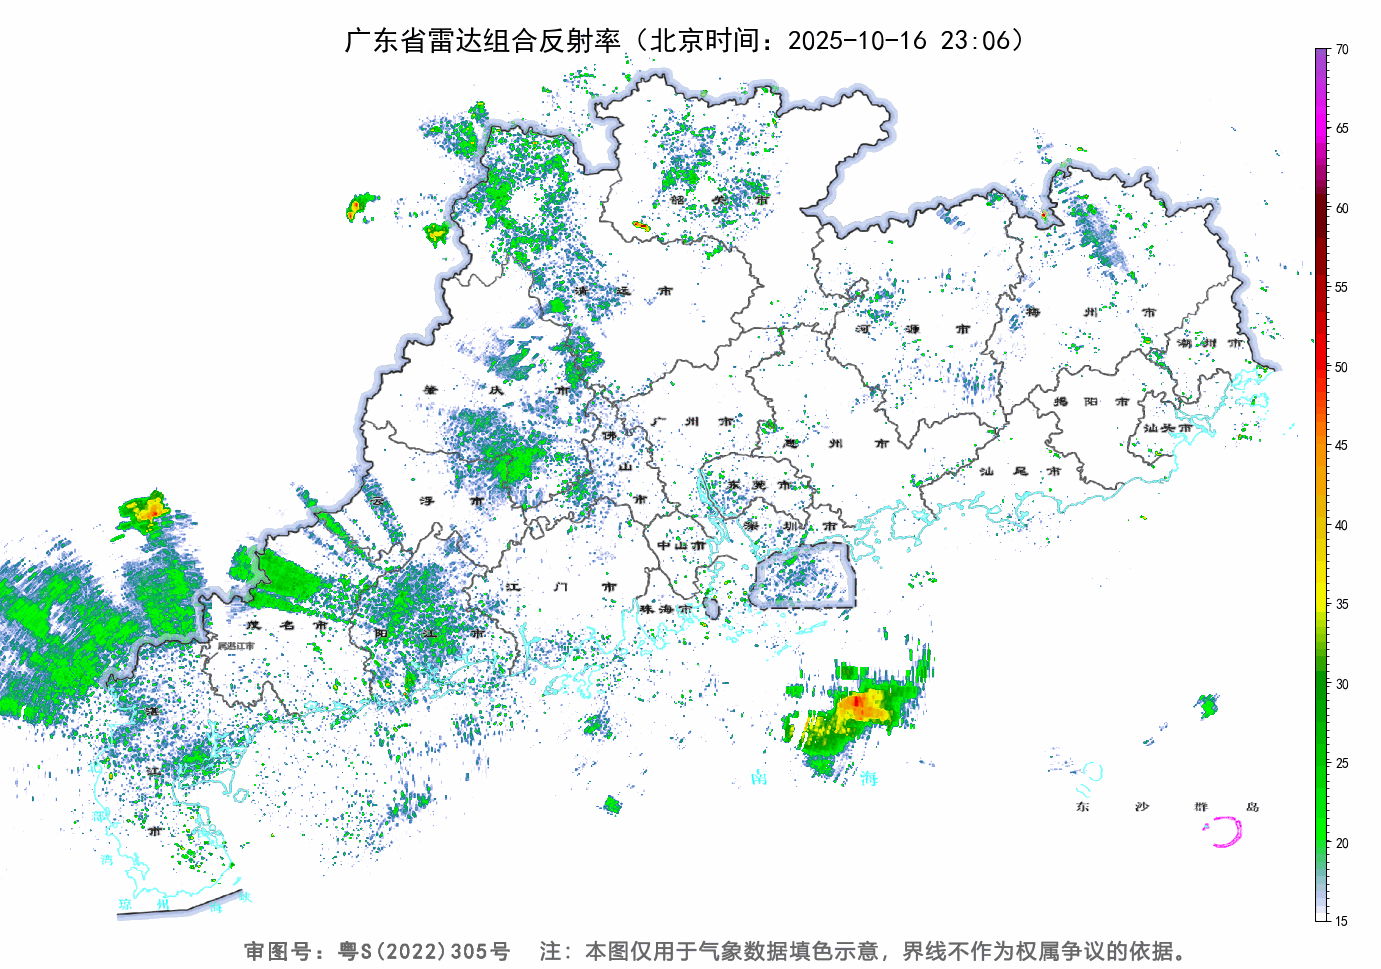 广东省雷达组合反射率（北京时间：2025-10-16 23:06）
70
65
60
55
50
45
40
35
30
25
20
15
韶 关 市
清 远 市
河 源 市
梅 州 市
潮 州 市
肇 庆 市
广 州 市
佛 山 市
惠 州 市
揭 阳 市
汕头市
汕 尾 市
云 浮 市
东 莞 市
深 圳 市
中山市
江 门 市
珠海市
茂 名 市
阳 江 市
属湛江市
湛 江 市
北 部 湾
琼 州 海 峡
南 海
东 沙 群 岛
审图号：粤S(2022)305号 注：本图仅用于气象数据填色示意，界线不作为权属争议的依据。